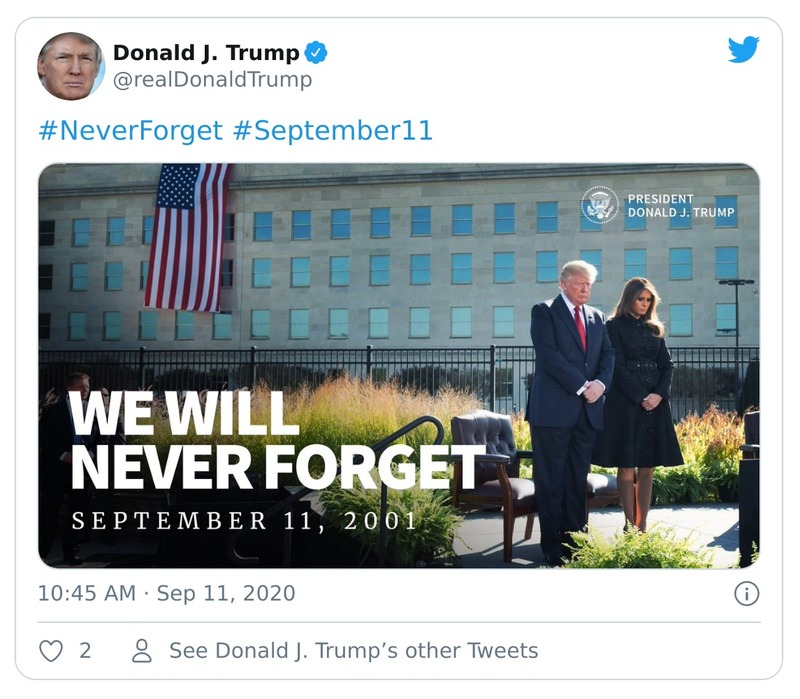 Donald J. Trump
@realDonaldTrump
#NeverForget #September11
PRESIDENT
DONALD J. TRUMP
WE WILL
NEVER FORGET
SEPTEMBER 11, 2001
10:45 AM · Sep 11, 2020
2
See Donald J. Trump’s other Tweets